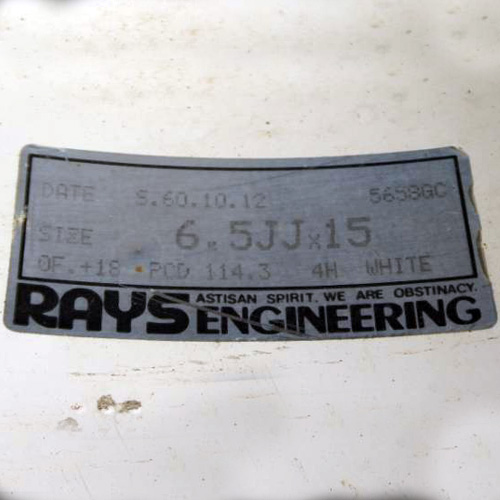 DATE S.60.10.12 5658GC
SIZE 6.5JJx15
OF.+18 PCD 114.3 4H WHITE
RAYS ASTISAN SPIRIT. WE ARE OBSTINACY.
ENGINEERING